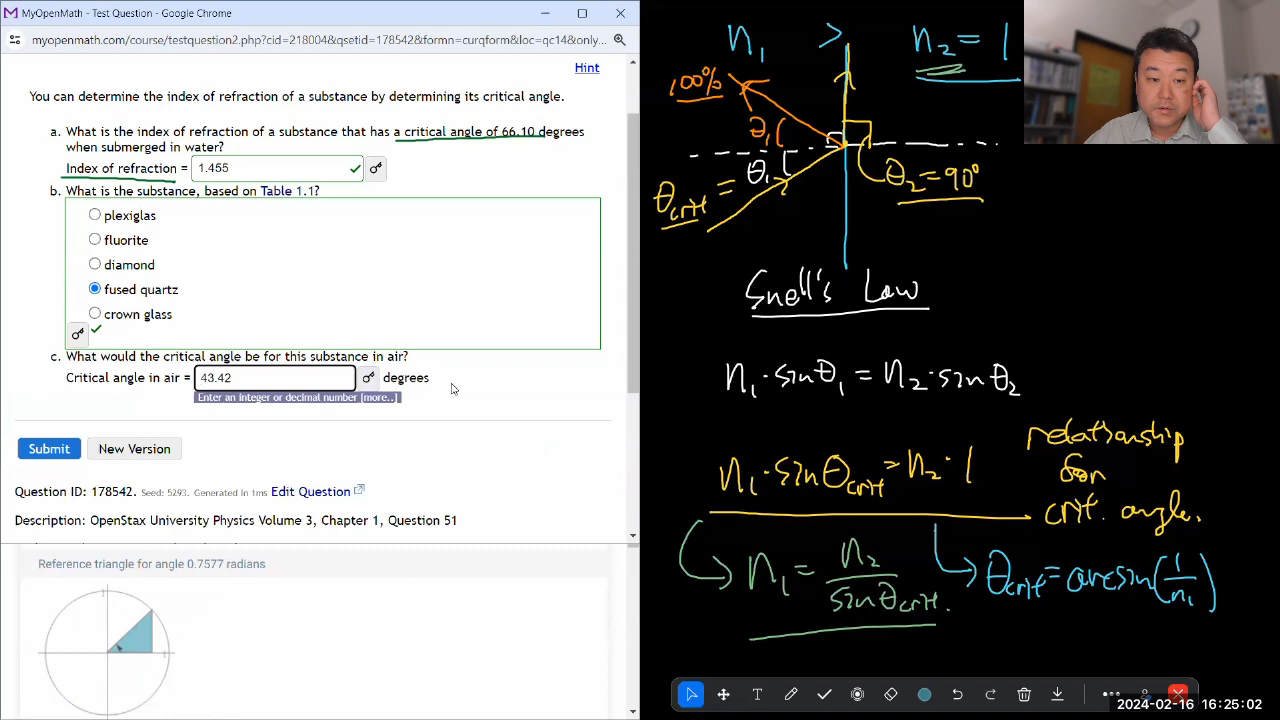 MyOpenMath - Test Question - Google Chrome
myopenmath.com/course/testquestion2.php?cid=218004&qsetid=178542&formn=curqform&loc=qc14&only...
Hint
You can determine the index of refraction of a substance by determining its critical angle.
a. What is the index of refraction of a substance that has a critical angle of 66.10 degrees
when submerged in water?
Index of refraction = 1.455
b. What is the substance, based on Table 1.1?
plexiglas
fluorite
diamond
fused quartz
crown glass
c. What would the critical angle be for this substance in air?
Critical angle in air = 43.42 degrees
Enter an integer or decimal number [more..]
Submit New Version
Question ID: 178542. Seed: 5293. Generated in 1ms Edit Question
Description: OpenStax University Physics Volume 3, Chapter 1, Question 51
Reference triangle for angle 0.7577 radians
n₁ > n₂ = 1
100%
θ₁
θ₁
θcrit =
θ₂ = 90°
Snell's Law
n₁ · sinθ₁ = n₂ · sin θ₂
n₁ · sinθcrit = n₂ · 1
relationship
for
crit. angle.
n₁ = n₂ / sinθcrit.
θcrit = arcsin(1/n₁)
T
2024-02-16 16:25:02